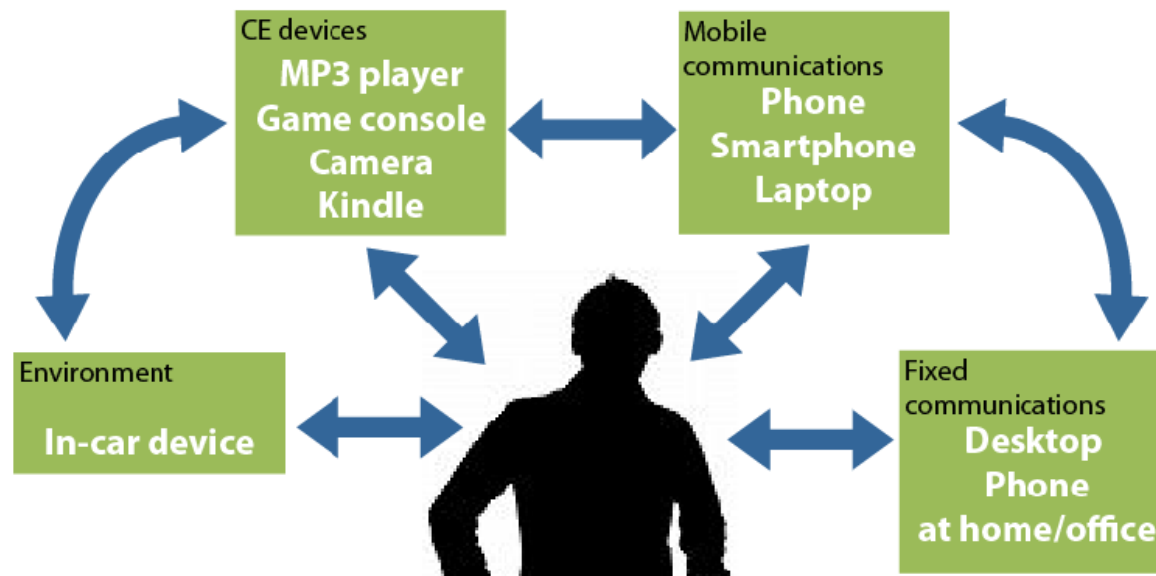 CE devices
MP3 player
Game console
Camera
Kindle
Mobile
communications
Phone
Smartphone
Laptop
Environment
In-car device
Fixed
communications
Desktop
Phone
at home/office